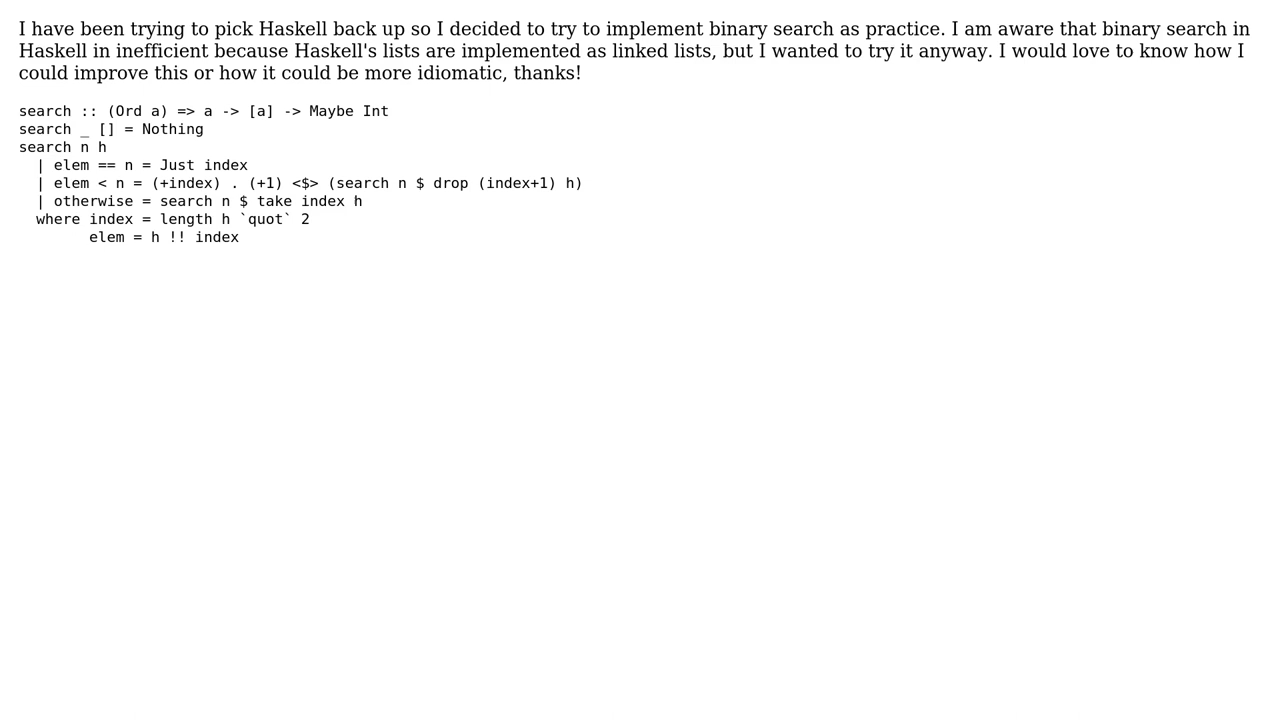 I have been trying to pick Haskell back up so I decided to try to implement binary search as practice. I am aware that binary search in
Haskell in inefficient because Haskell's lists are implemented as linked lists, but I wanted to try it anyway. I would love to know how I
could improve this or how it could be more idiomatic, thanks!
search :: (Ord a) => a -> [a] -> Maybe Int
search _ [] = Nothing
search n h
  | elem == n = Just index
  | elem < n = (+index) . (+1) <$> (search n $ drop (index+1) h)
  | otherwise = search n $ take index h
  where index = length h `quot` 2
        elem = h !! index